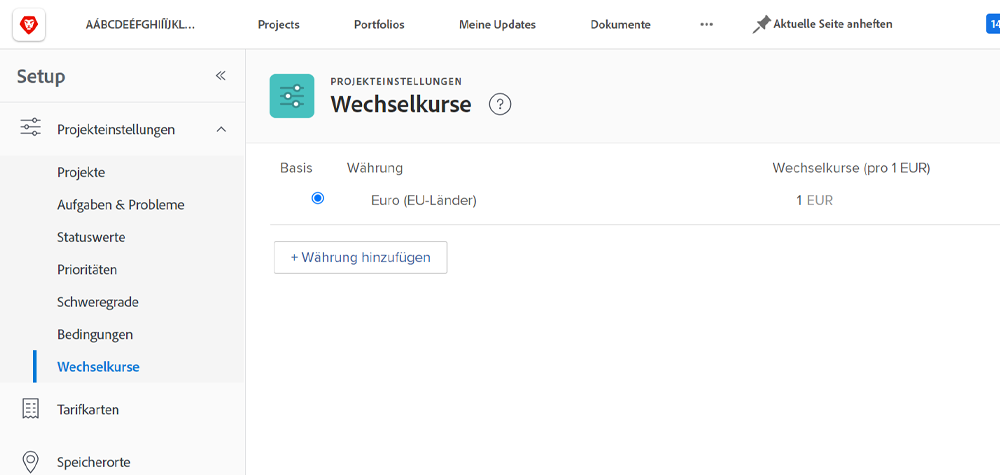 AÁBCDEÉFGHIÍJKL... Projects Portfolios Meine Updates Dokumente ··· Aktuelle Seite anheften 14
Setup
Projekteinstellungen
Projekte
Aufgaben & Probleme
Statuswerte
Prioritäten
Schweregrade
Bedingungen
Wechselkurse
Tarifkarten
Speicherorte
PROJEKTEINSTELLUNGEN
Wechselkurse ?
Basis Währung Wechselkurse (pro 1 EUR)
Euro (EU-Länder) 1 EUR
+ Währung hinzufügen